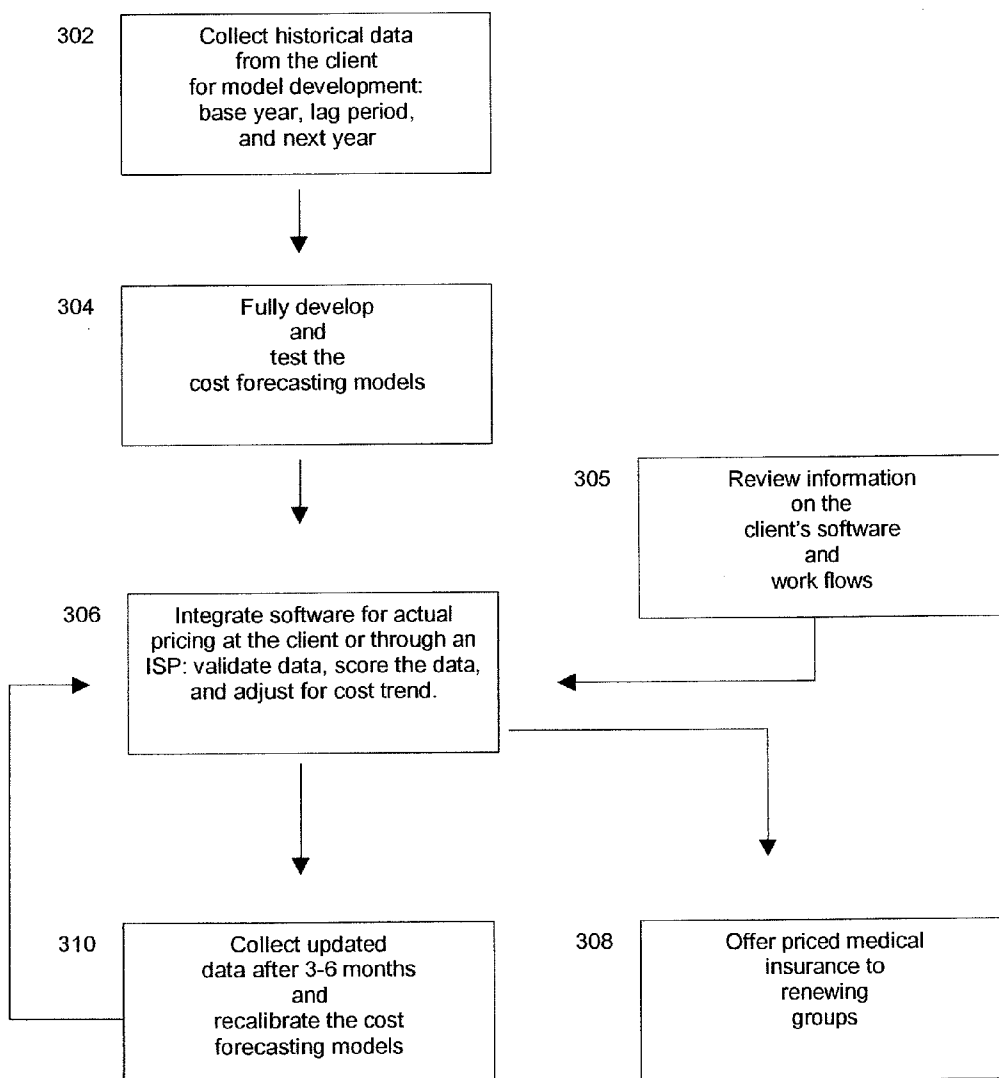 302
Collect historical data
from the client
for model development:
base year, lag period,
and next year
304
Fully develop
and
test the
cost forecasting models
305
Review information
on the
client's software
and
work flows
306
Integrate software for actual
pricing at the client or through an
ISP: validate data, score the data,
and adjust for cost trend.
310
Collect updated
data after 3-6 months
and
recalibrate the cost
forecasting models
308
Offer priced medical
insurance to
renewing
groups